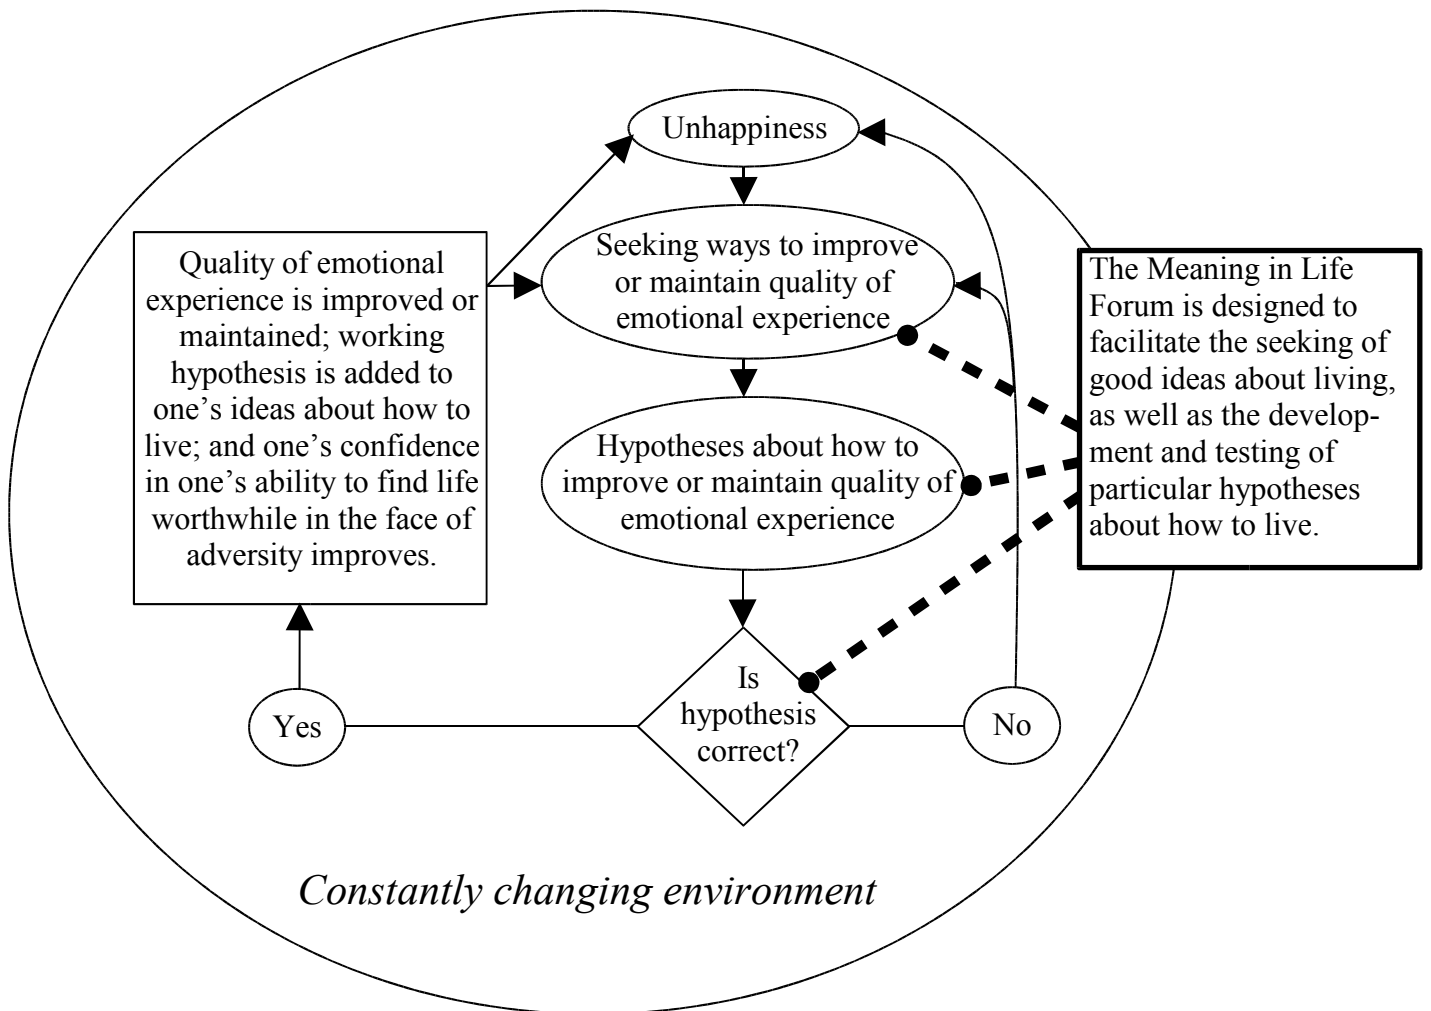 Unhappiness
Seeking ways to improve
or maintain quality of
emotional experience
Quality of emotional
experience is improved or
maintained; working
hypothesis is added to
one’s ideas about how to
live; and one’s confidence
in one’s ability to find life
worthwhile in the face of
adversity improves.
The Meaning in Life
Forum is designed to
facilitate the seeking of
good ideas about living,
as well as the develop-
ment and testing of
particular hypotheses
about how to live.
Hypotheses about how to
improve or maintain quality of
emotional experience
Is
hypothesis
correct?
Yes
No
Constantly changing environment